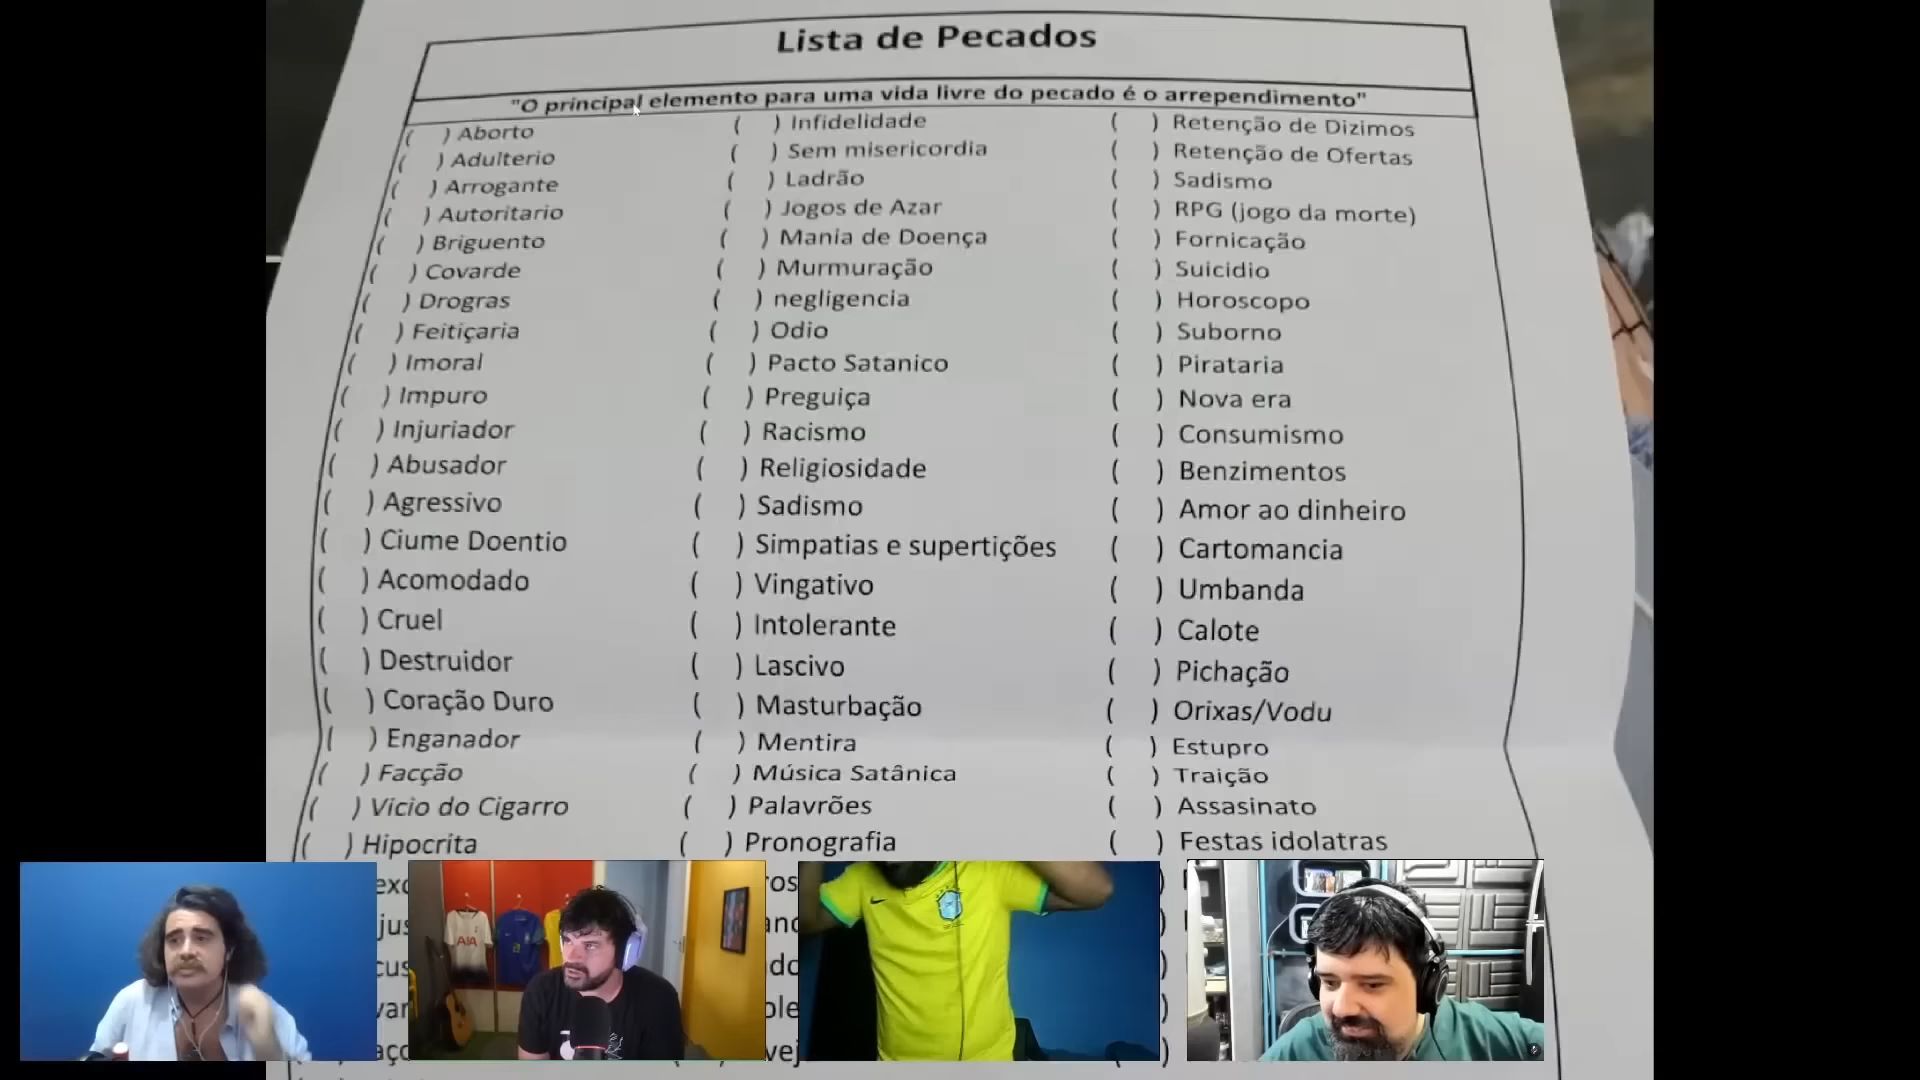 Lista de Pecados
"O principal elemento para uma vida livre do pecado é o arrependimento"
( ) Aborto
( ) Adulterio
( ) Arrogante
( ) Autoritario
( ) Briguento
( ) Covarde
( ) Drogras
( ) Feitiçaria
( ) Imoral
( ) Impuro
( ) Injuriador
( ) Abusador
( ) Agressivo
( ) Ciume Doentio
( ) Acomodado
( ) Cruel
( ) Destruidor
( ) Coração Duro
( ) Enganador
( ) Facção
( ) Vicio do Cigarro
( ) Hipocrita
( ) Infidelidade
( ) Sem misericordia
( ) Ladrão
( ) Jogos de Azar
( ) Mania de Doença
( ) Murmuração
( ) negligencia
( ) Odio
( ) Pacto Satanico
( ) Preguiça
( ) Racismo
( ) Religiosidade
( ) Sadismo
( ) Simpatias e supertições
( ) Vingativo
( ) Intolerante
( ) Lascivo
( ) Masturbação
( ) Mentira
( ) Música Satânica
( ) Palavrões
( ) Pronografia
( ) Retenção de Dizimos
( ) Retenção de Ofertas
( ) Sadismo
( ) RPG (jogo da morte)
( ) Fornicação
( ) Suicidio
( ) Horoscopo
( ) Suborno
( ) Pirataria
( ) Nova era
( ) Consumismo
( ) Benzimentos
( ) Amor ao dinheiro
( ) Cartomancia
( ) Umbanda
( ) Calote
( ) Pichação
( ) Orixas/Vodu
( ) Estupro
( ) Traição
( ) Assasinato
( ) Festas idolatras
AIA